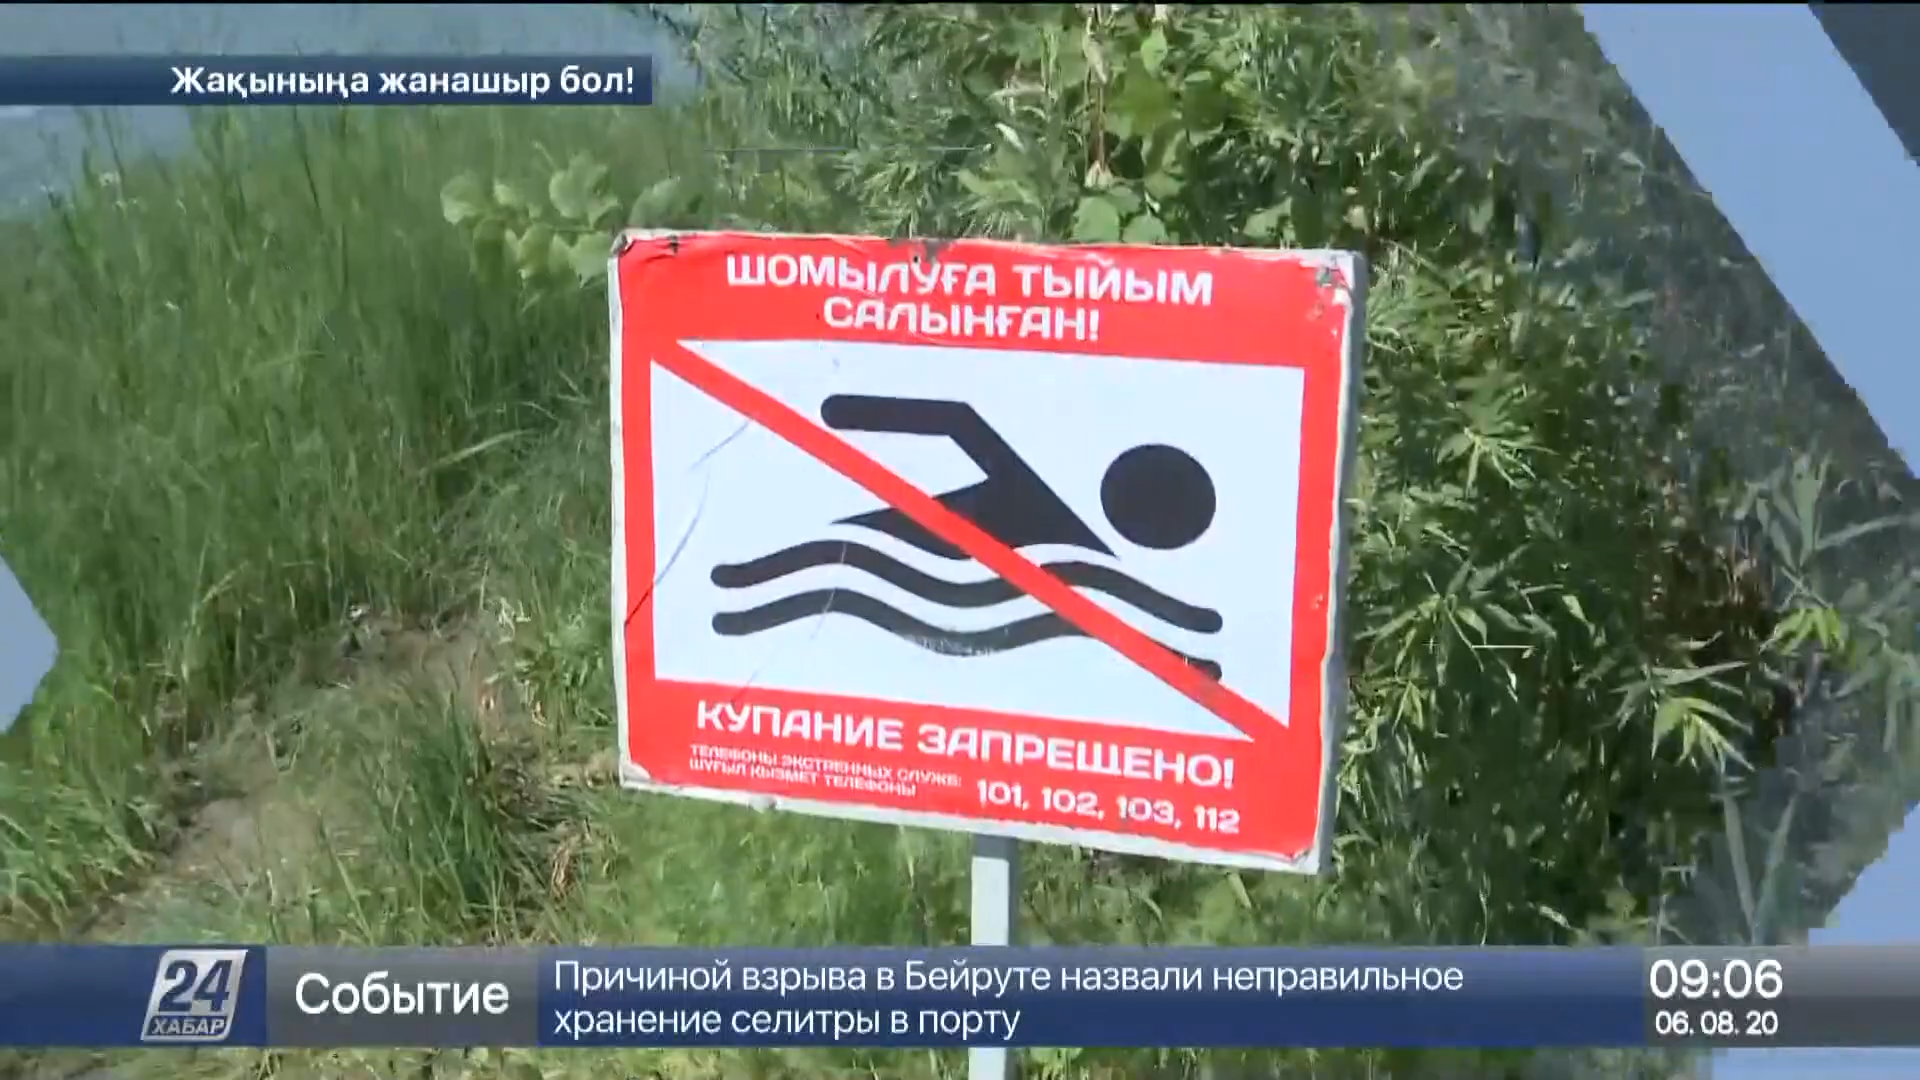 Жақыныңа жанашыр бол!
ШОМЫЛУҒА ТЫЙЫМ
САЛЫНҒАН!
КУПАНИЕ ЗАПРЕЩЕНО!
ТЕЛЕФОНЫ ЭКСТРЕННЫХ СЛУЖБ:
ШҰҒЫЛ ҚЫЗМЕТ ТЕЛЕФОНЫ
101, 102, 103, 112
24
ХАБАР
Событие
Причиной взрыва в Бейруте назвали неправильное
хранение селитры в порту
09:06
06. 08. 20